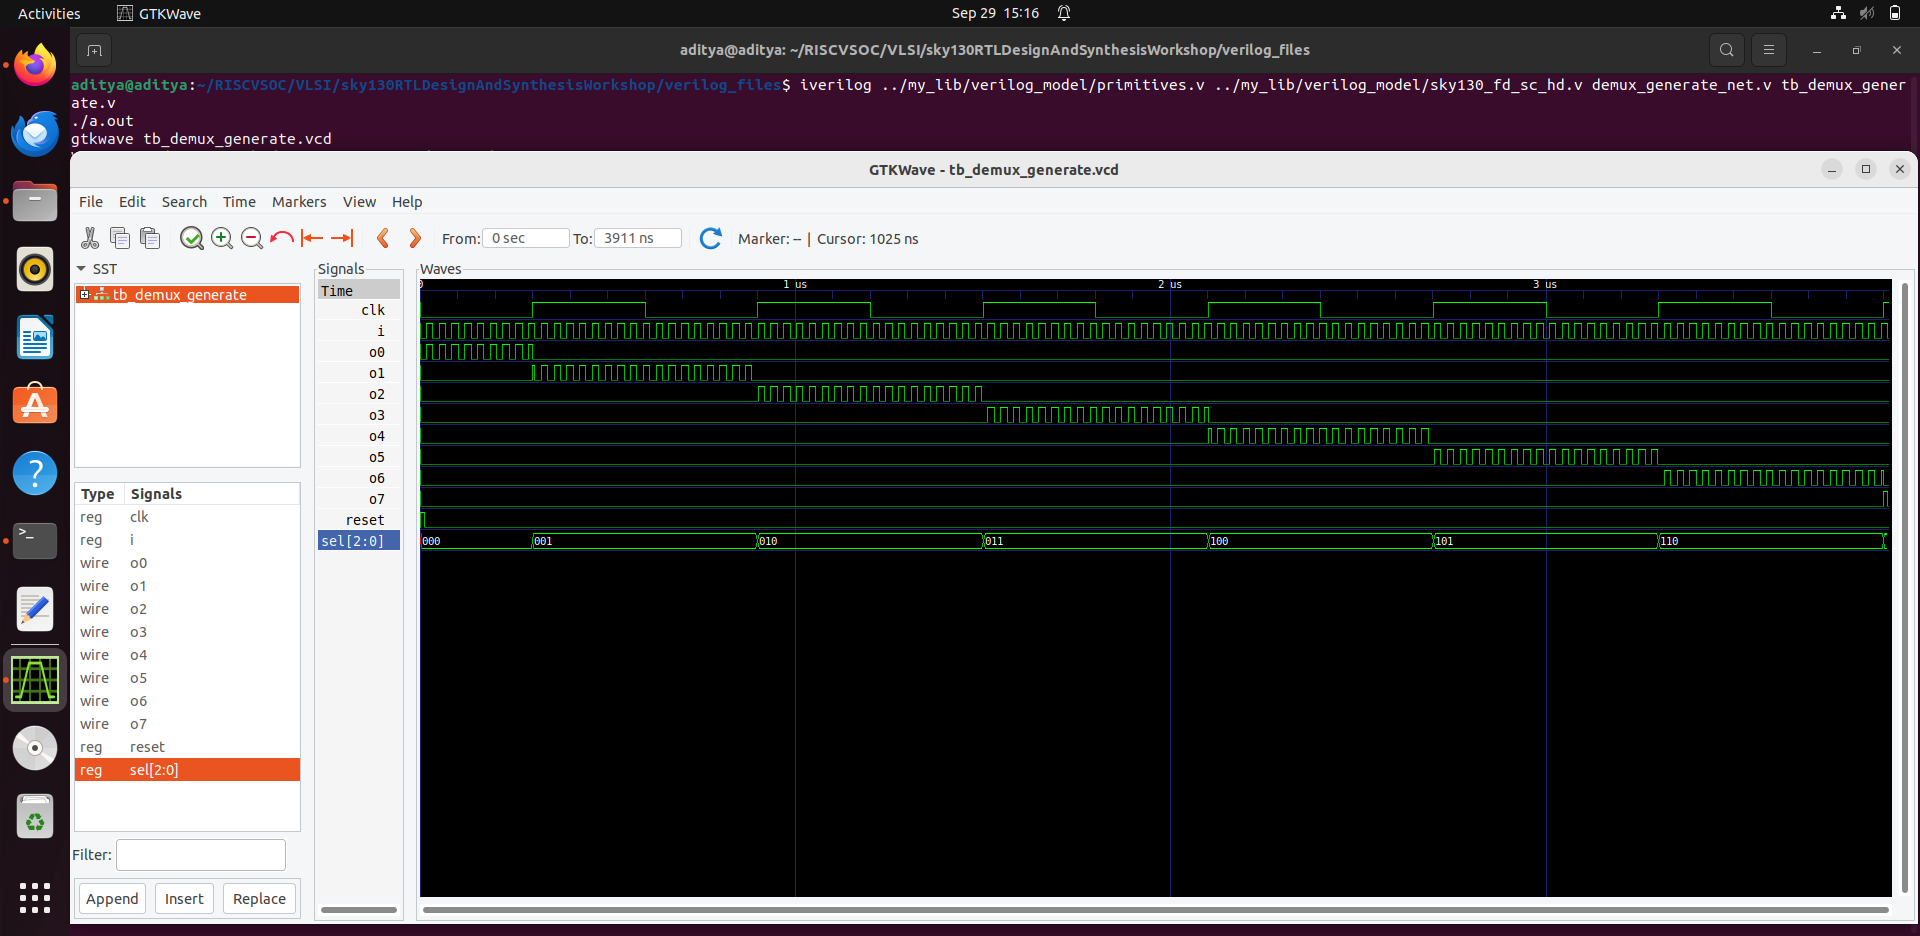 Activities
GTKWave
Sep 29 15:16
aditya@aditya: ~/RISCVSOC/VLSI/sky130RTLDesignAndSynthesisWorkshop/verilog_files
aditya@aditya:~/RISCVSOC/VLSI/sky130RTLDesignAndSynthesisWorkshop/verilog_files$ iverilog ../my_lib/verilog_model/primitives.v ../my_lib/verilog_model/sky130_fd_sc_hd.v demux_generate_net.v tb_demux_gener
ate.v
./a.out
gtkwave tb_demux_generate.vcd
GTKWave - tb_demux_generate.vcd
File Edit Search Time Markers View Help
From: 0 sec To: 3911 ns Marker: -- | Cursor: 1025 ns
SST
tb_demux_generate
Type Signals
reg clk
reg i
wire o0
wire o1
wire o2
wire o3
wire o4
wire o5
wire o6
wire o7
reg reset
reg sel[2:0]
Filter:
Append Insert Replace
Signals
Time
clk
i
o0
o1
o2
o3
o4
o5
o6
o7
reset
sel[2:0]
Waves
0 1 us 2 us 3 us
000 001 010 011 100 101 110